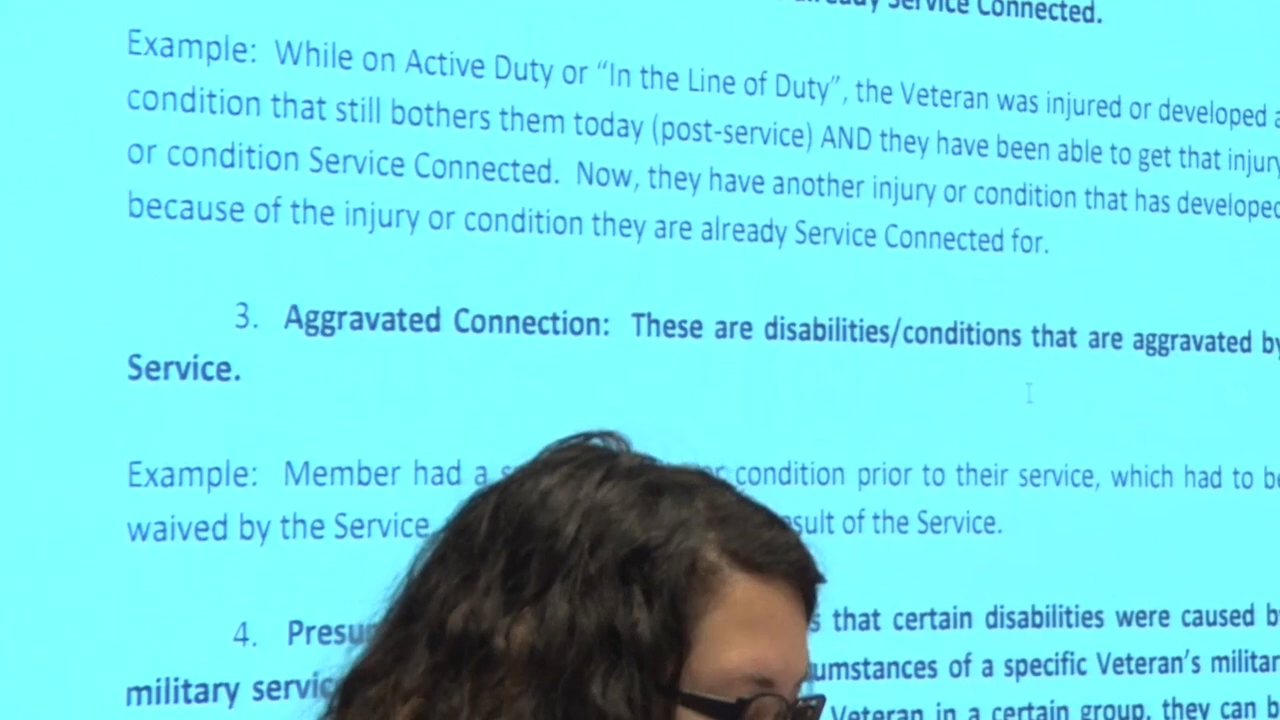 already Service Connected.
Example: While on Active Duty or “In the Line of Duty”, the Veteran was injured or developed a
condition that still bothers them today (post-service) AND they have been able to get that injury
or condition Service Connected. Now, they have another injury or condition that has developed
because of the injury or condition they are already Service Connected for.
3. Aggravated Connection: These are disabilities/conditions that are aggravated by
Service.
Example: Member had a condition prior to their service, which had to be
waived by the Service of the Service.
4. that certain disabilities were caused
military of a specific Veteran’s
Veteran in a certain group, they can